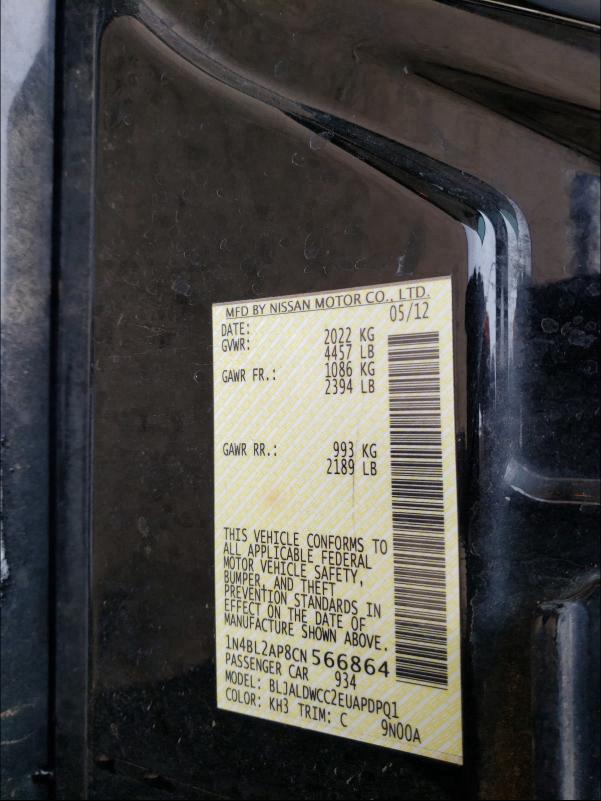 MFD BY NISSAN MOTOR CO., LTD.
DATE: 05/12
GVWR: 2022 KG
4457 LB
GAWR FR.: 1086 KG
2394 LB
GAWR RR.: 993 KG
2189 LB
THIS VEHICLE CONFORMS TO
ALL APPLICABLE FEDERAL
MOTOR VEHICLE SAFETY,
BUMPER, AND THEFT
PREVENTION STANDARDS IN
EFFECT ON THE DATE OF
MANUFACTURE SHOWN ABOVE.
1N4BL2AP8CN 566864
PASSENGER CAR 934
MODEL: BLJALDWCC2EUAPDPQ1
COLOR: KH3 TRIM: C 9N00A